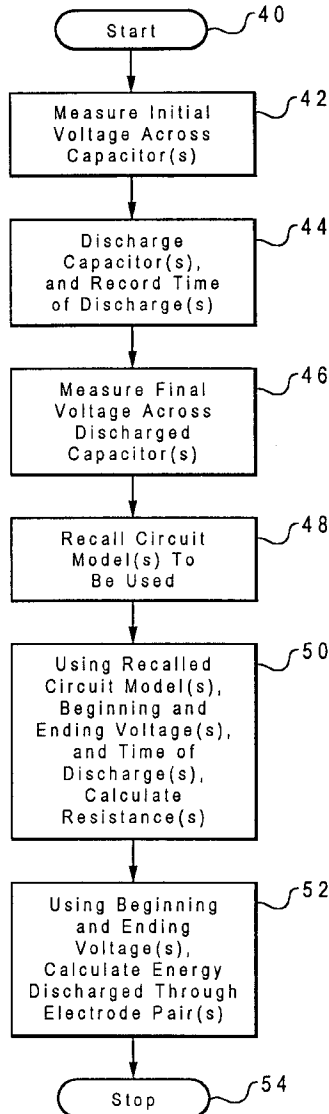 Start
40
Measure Initial
Voltage Across
Capacitor(s)
42
Discharge
Capacitor(s),
and Record Time
of Discharge(s)
44
Measure Final
Voltage Across
Discharged
Capacitor(s)
46
Recall Circuit
Model(s) To
Be Used
48
Using Recalled
Circuit Model(s),
Beginning and
Ending Voltage(s),
and Time of
Discharge(s),
Calculate
Resistance(s)
50
Using Beginning
and Ending
Voltage(s),
Calculate Energy
Discharged Through
Electrode Pair(s)
52
Stop
54